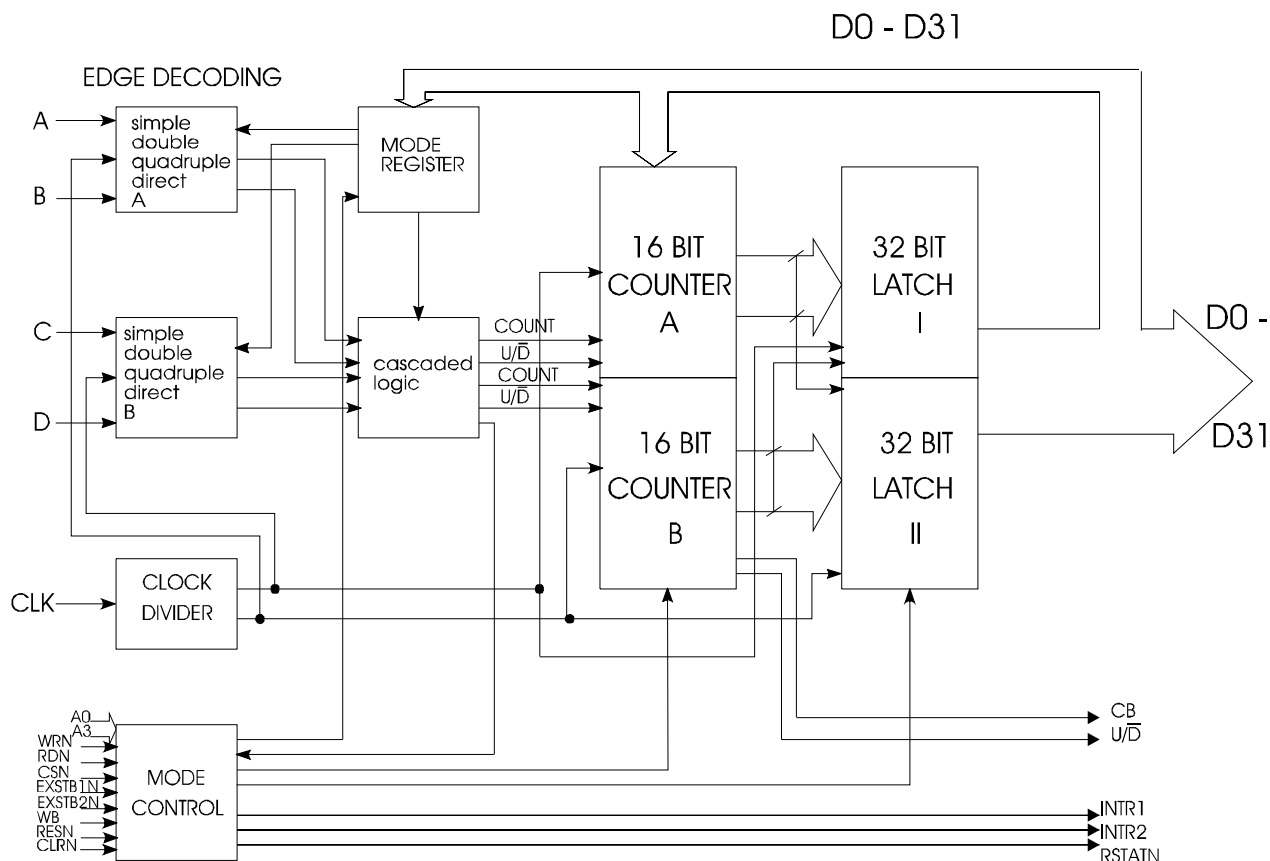 D0 - D31
EDGE DECODING
A
B
simple
double
quadruple
direct
A
MODE
REGISTER
16 BIT
COUNTER
A
32 BIT
LATCH
I
C
D
simple
double
quadruple
direct
B
cascaded
logic
COUNT
U/D̅
COUNT
U/D̅
16 BIT
COUNTER
B
32 BIT
LATCH
II
D0 -
D31
CLK
CLOCK
DIVIDER
A0
A3
WRN
RDN
CSN
EXSTB1N
EXSTB2N
WB
RESN
CLRN
MODE
CONTROL
CB
U/D̅
INTR1
INTR2
RSTATN